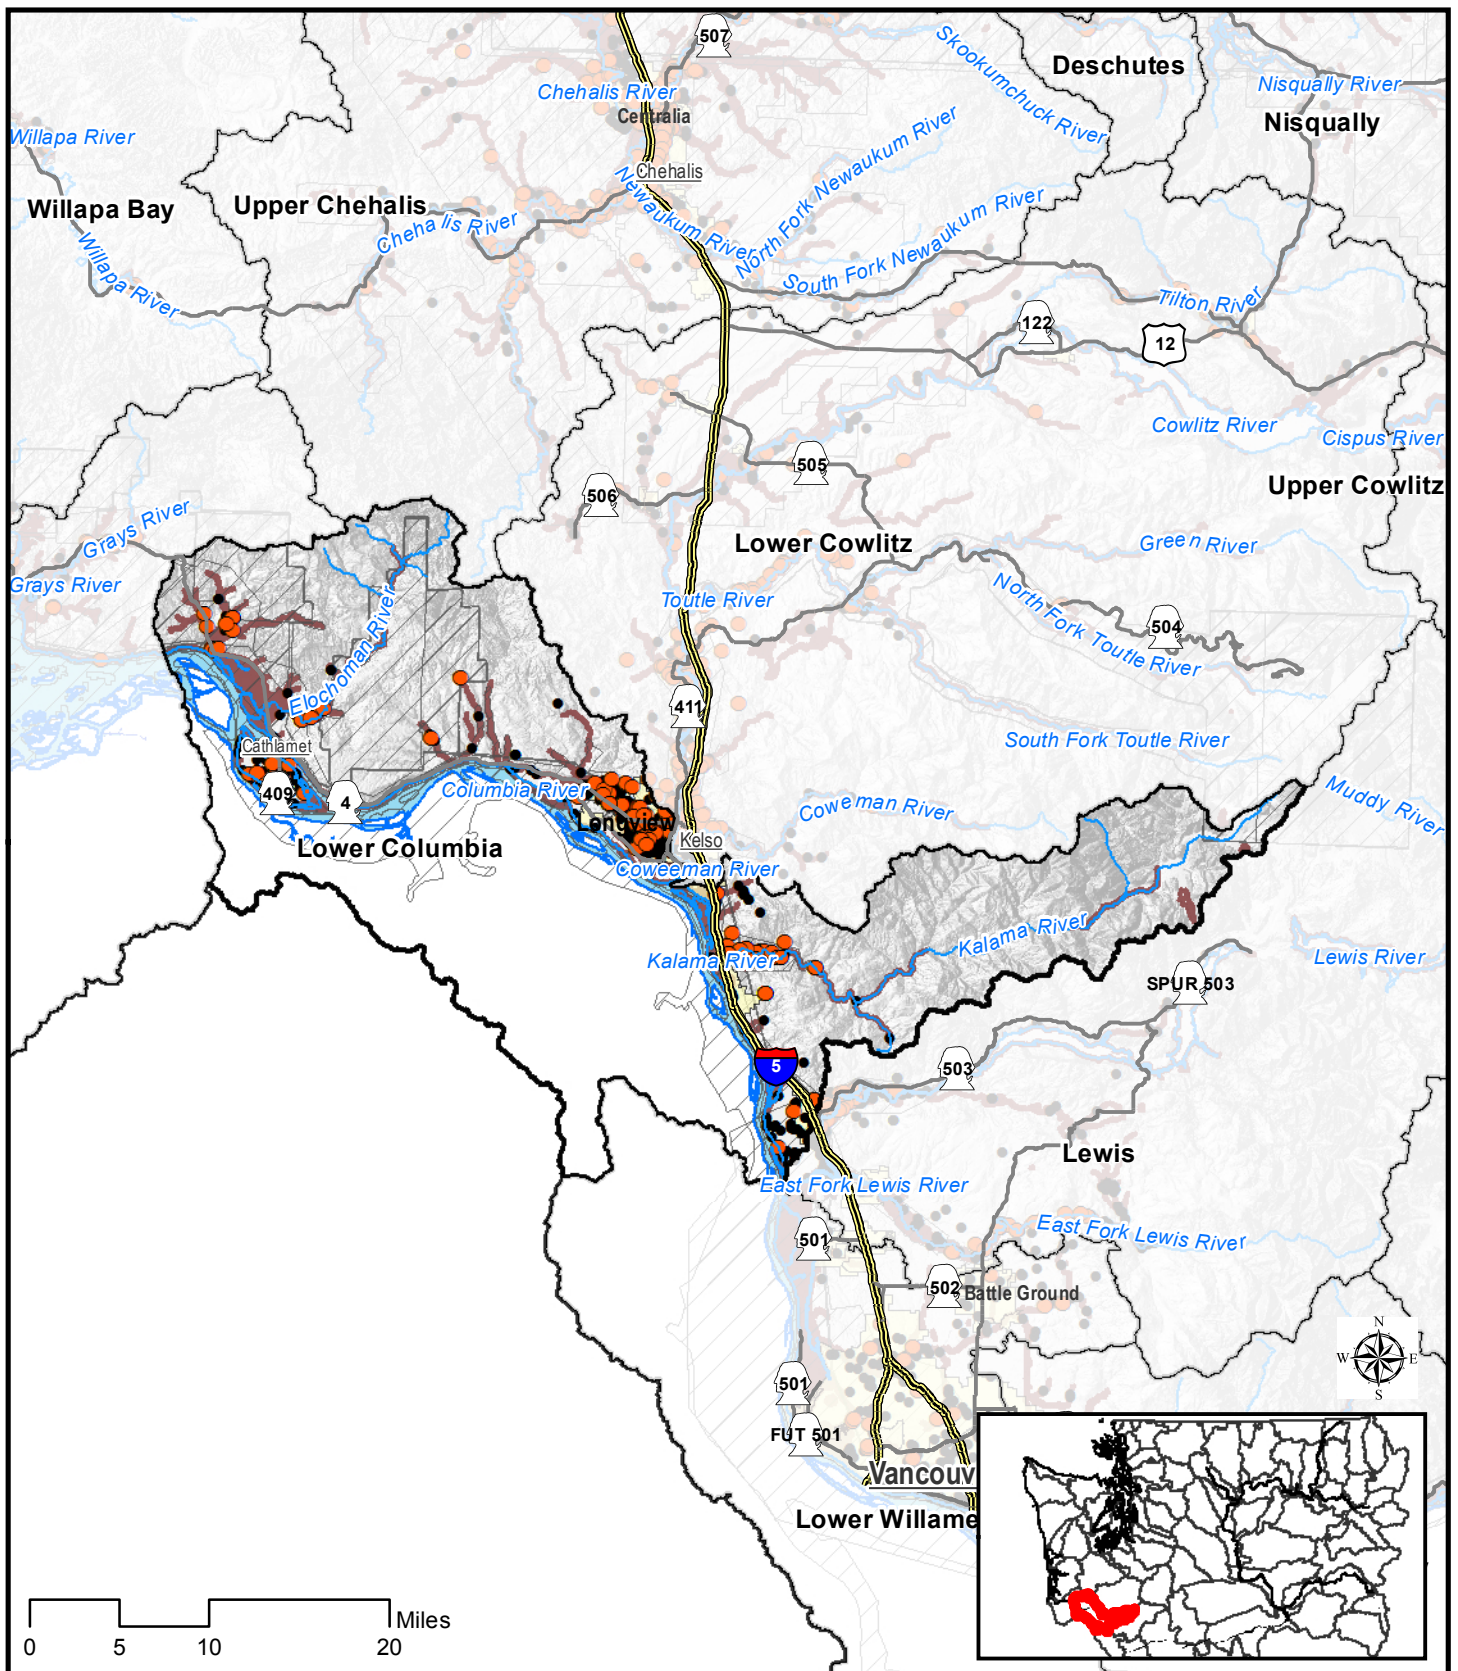 507
Deschutes
Skookumchuck River
Nisqually River
Chehalis River
Centralia
Nisqually
Willapa River
Chehalis
North Fork Newaukum River
Willapa Bay
Upper Chehalis
Chehalis River
Newaukum River
South Fork Newaukum River
Willapa River
Tilton River
122
12
Cowlitz River
Cispus River
505
506
Upper Cowlitz
Grays River
Lower Cowlitz
Green River
Grays River
Toutle River
North Fork Toutle River
504
Elochoman River
411
South Fork Toutle River
Cathlamet
409
4
Columbia River
Longview
Kelso
Coweman River
Muddy River
Lower Columbia
Coweeman River
Kalama River
Kalama River
Lewis River
SPUR 503
5
503
Lewis
East Fork Lewis River
East Fork Lewis River
501
502
Battle Ground
N
W
E
S
501
FUT 501
Vancouv
Lower Willame
Miles
0
5
10
20